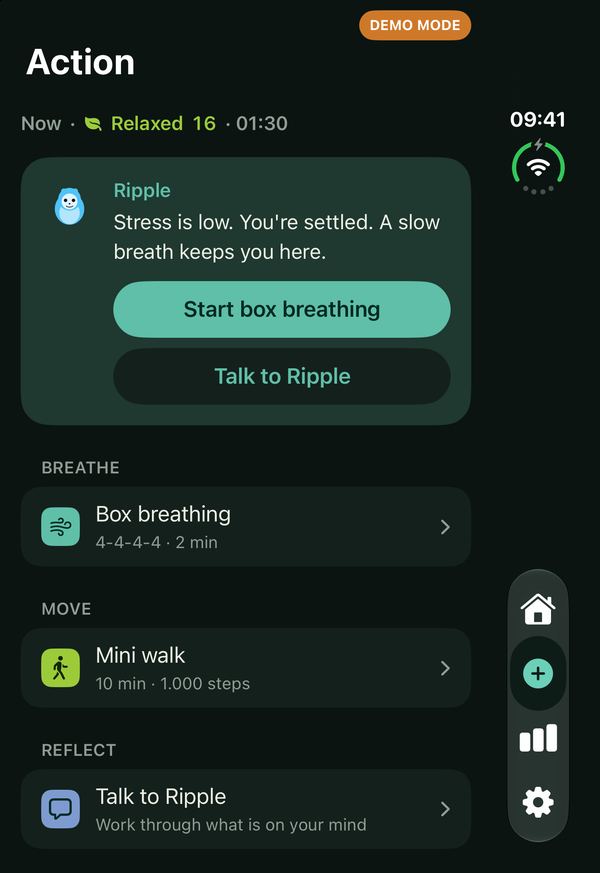 DEMO MODE
Action
Now · Relaxed 16 · 01:30
09:41
Ripple
Stress is low. You're settled. A slow
breath keeps you here.
Start box breathing
Talk to Ripple
BREATHE
Box breathing
4-4-4-4 · 2 min
MOVE
Mini walk
10 min · 1.000 steps
REFLECT
Talk to Ripple
Work through what is on your mind